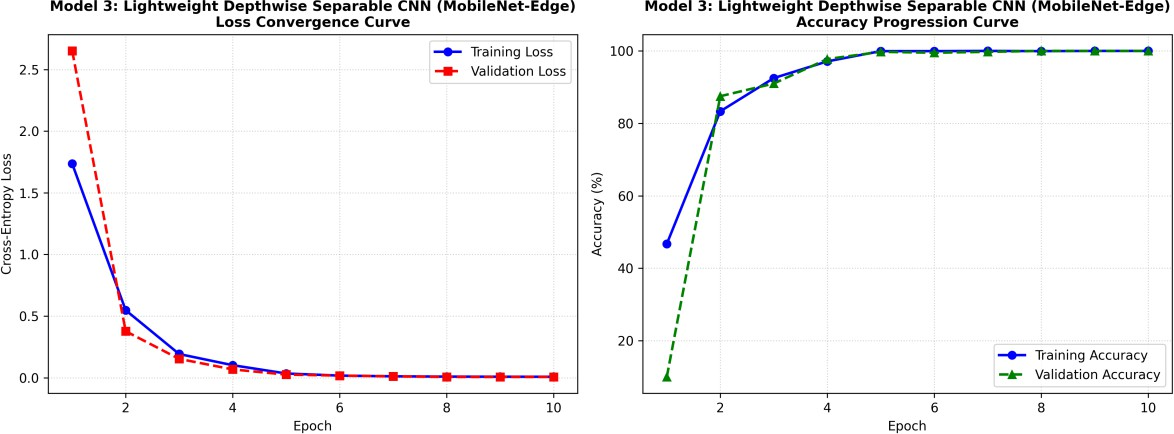 Model 3: Lightweight Depthwise Separable CNN (MobileNet-Edge)
Loss Convergence Curve
Training Loss
Validation Loss
Cross-Entropy Loss
2.5
2.0
1.5
1.0
0.5
0.0
2
4
6
8
10
Epoch
Model 3: Lightweight Depthwise Separable CNN (MobileNet-Edge)
Accuracy Progression Curve
Accuracy (%)
100
80
60
40
20
Training Accuracy
Validation Accuracy
2
4
6
8
10
Epoch